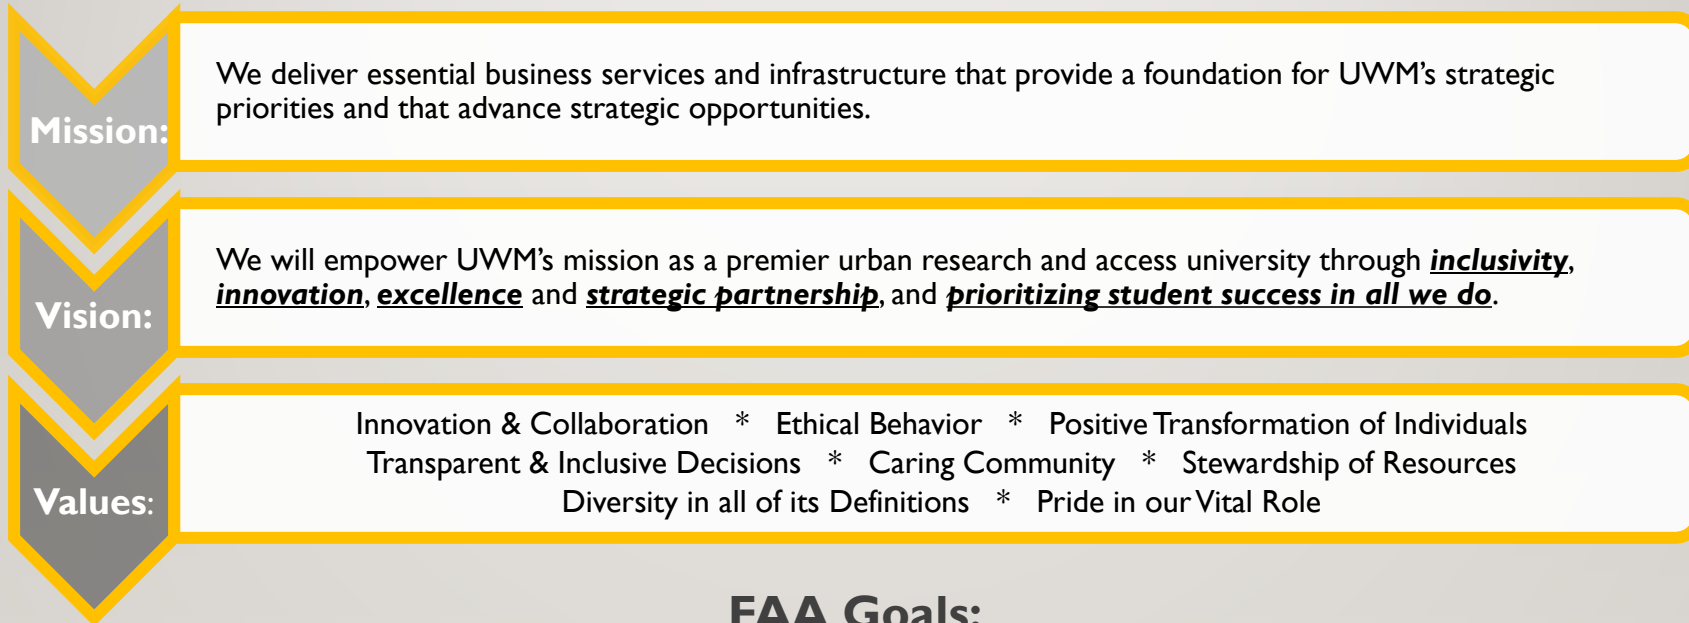 Mission:
We deliver essential business services and infrastructure that provide a foundation for UWM's strategic
priorities and that advance strategic opportunities.
Vision:
We will empower UWM's mission as a premier urban research and access university through inclusivity,
innovation, excellence and strategic partnership, and prioritizing student success in all we do.
Values:
Innovation & Collaboration * Ethical Behavior * Positive Transformation of Individuals
Transparent & Inclusive Decisions * Caring Community * Stewardship of Resources
Diversity in all of its Definitions * Pride in our Vital Role
FAA Goals: